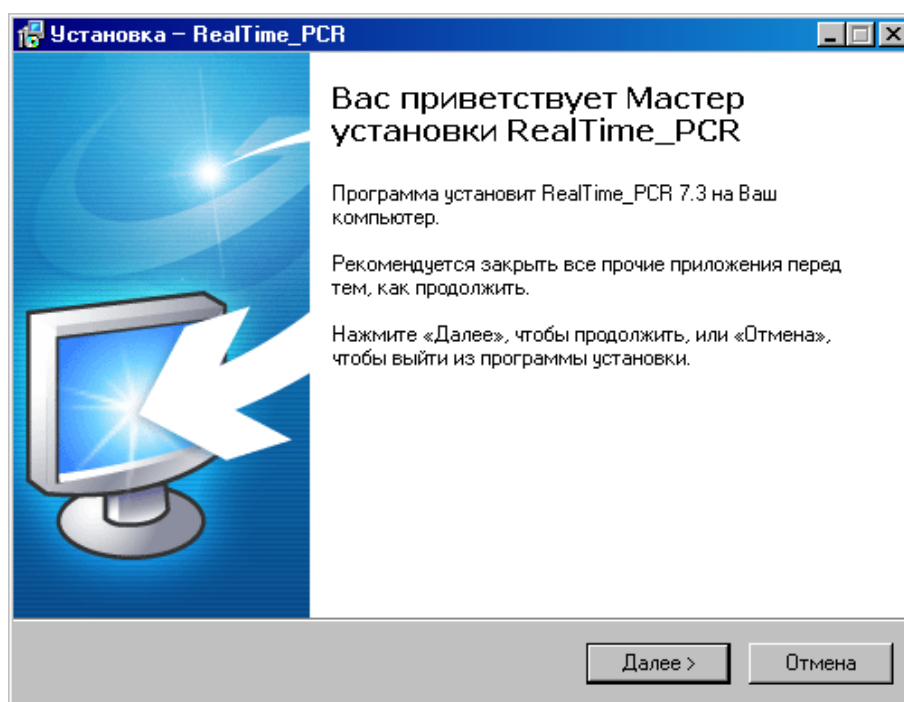 Установка – RealTime_PCR
Вас приветствует Мастер
установки RealTime_PCR
Программа установит RealTime_PCR 7.3 на Ваш
компьютер.
Рекомендуется закрыть все прочие приложения перед
тем, как продолжить.
Нажмите «Далее», чтобы продолжить, или «Отмена»,
чтобы выйти из программы установки.
Далее >
Отмена